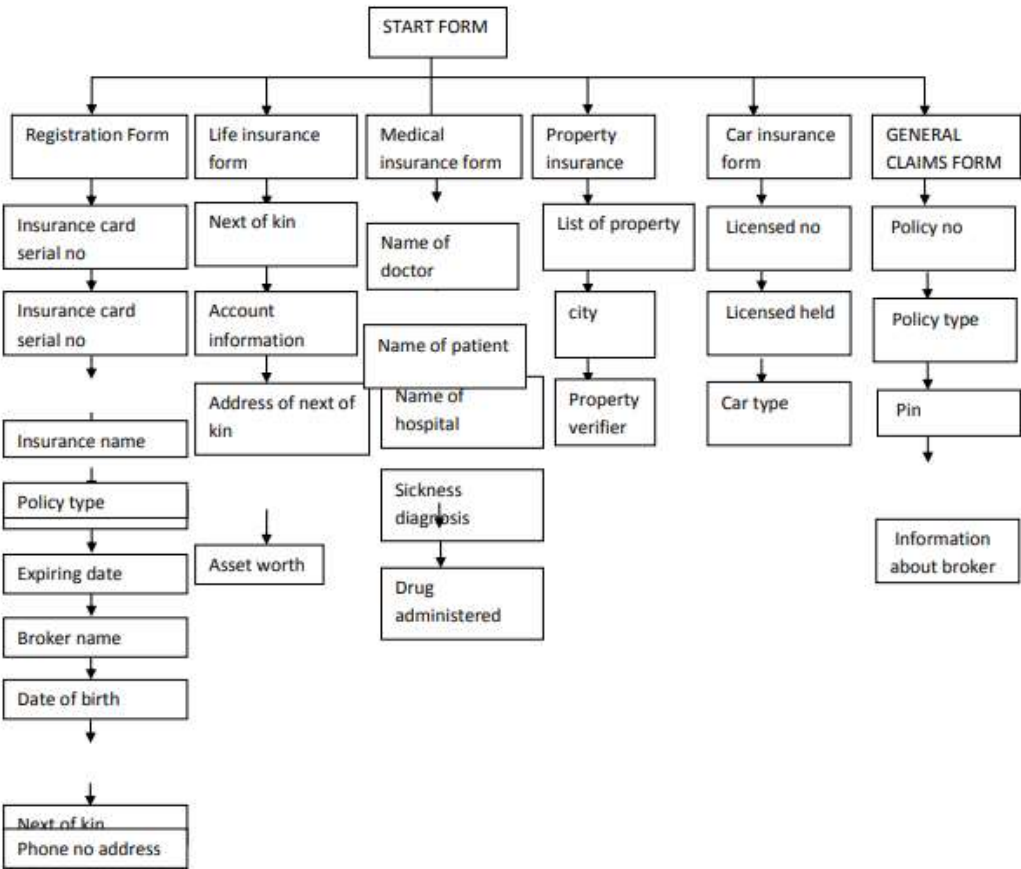 START FORM
Registration Form
Life insurance
form
Medical
insurance form
Property
insurance
Car insurance
form
GENERAL
CLAIMS FORM
Insurance card
serial no
Insurance card
serial no
Insurance name
Policy type
Expiring date
Broker name
Date of birth
Next of kin
Phone no address
Next of kin
Account
information
Address of next of
kin
Asset worth
Name of
doctor
Name of patient
Name of
hospital
Sickness
diagnosis
Drug
administered
List of property
city
Property
verifier
Licensed no
Licensed held
Car type
Policy no
Policy type
Pin
Information
about broker